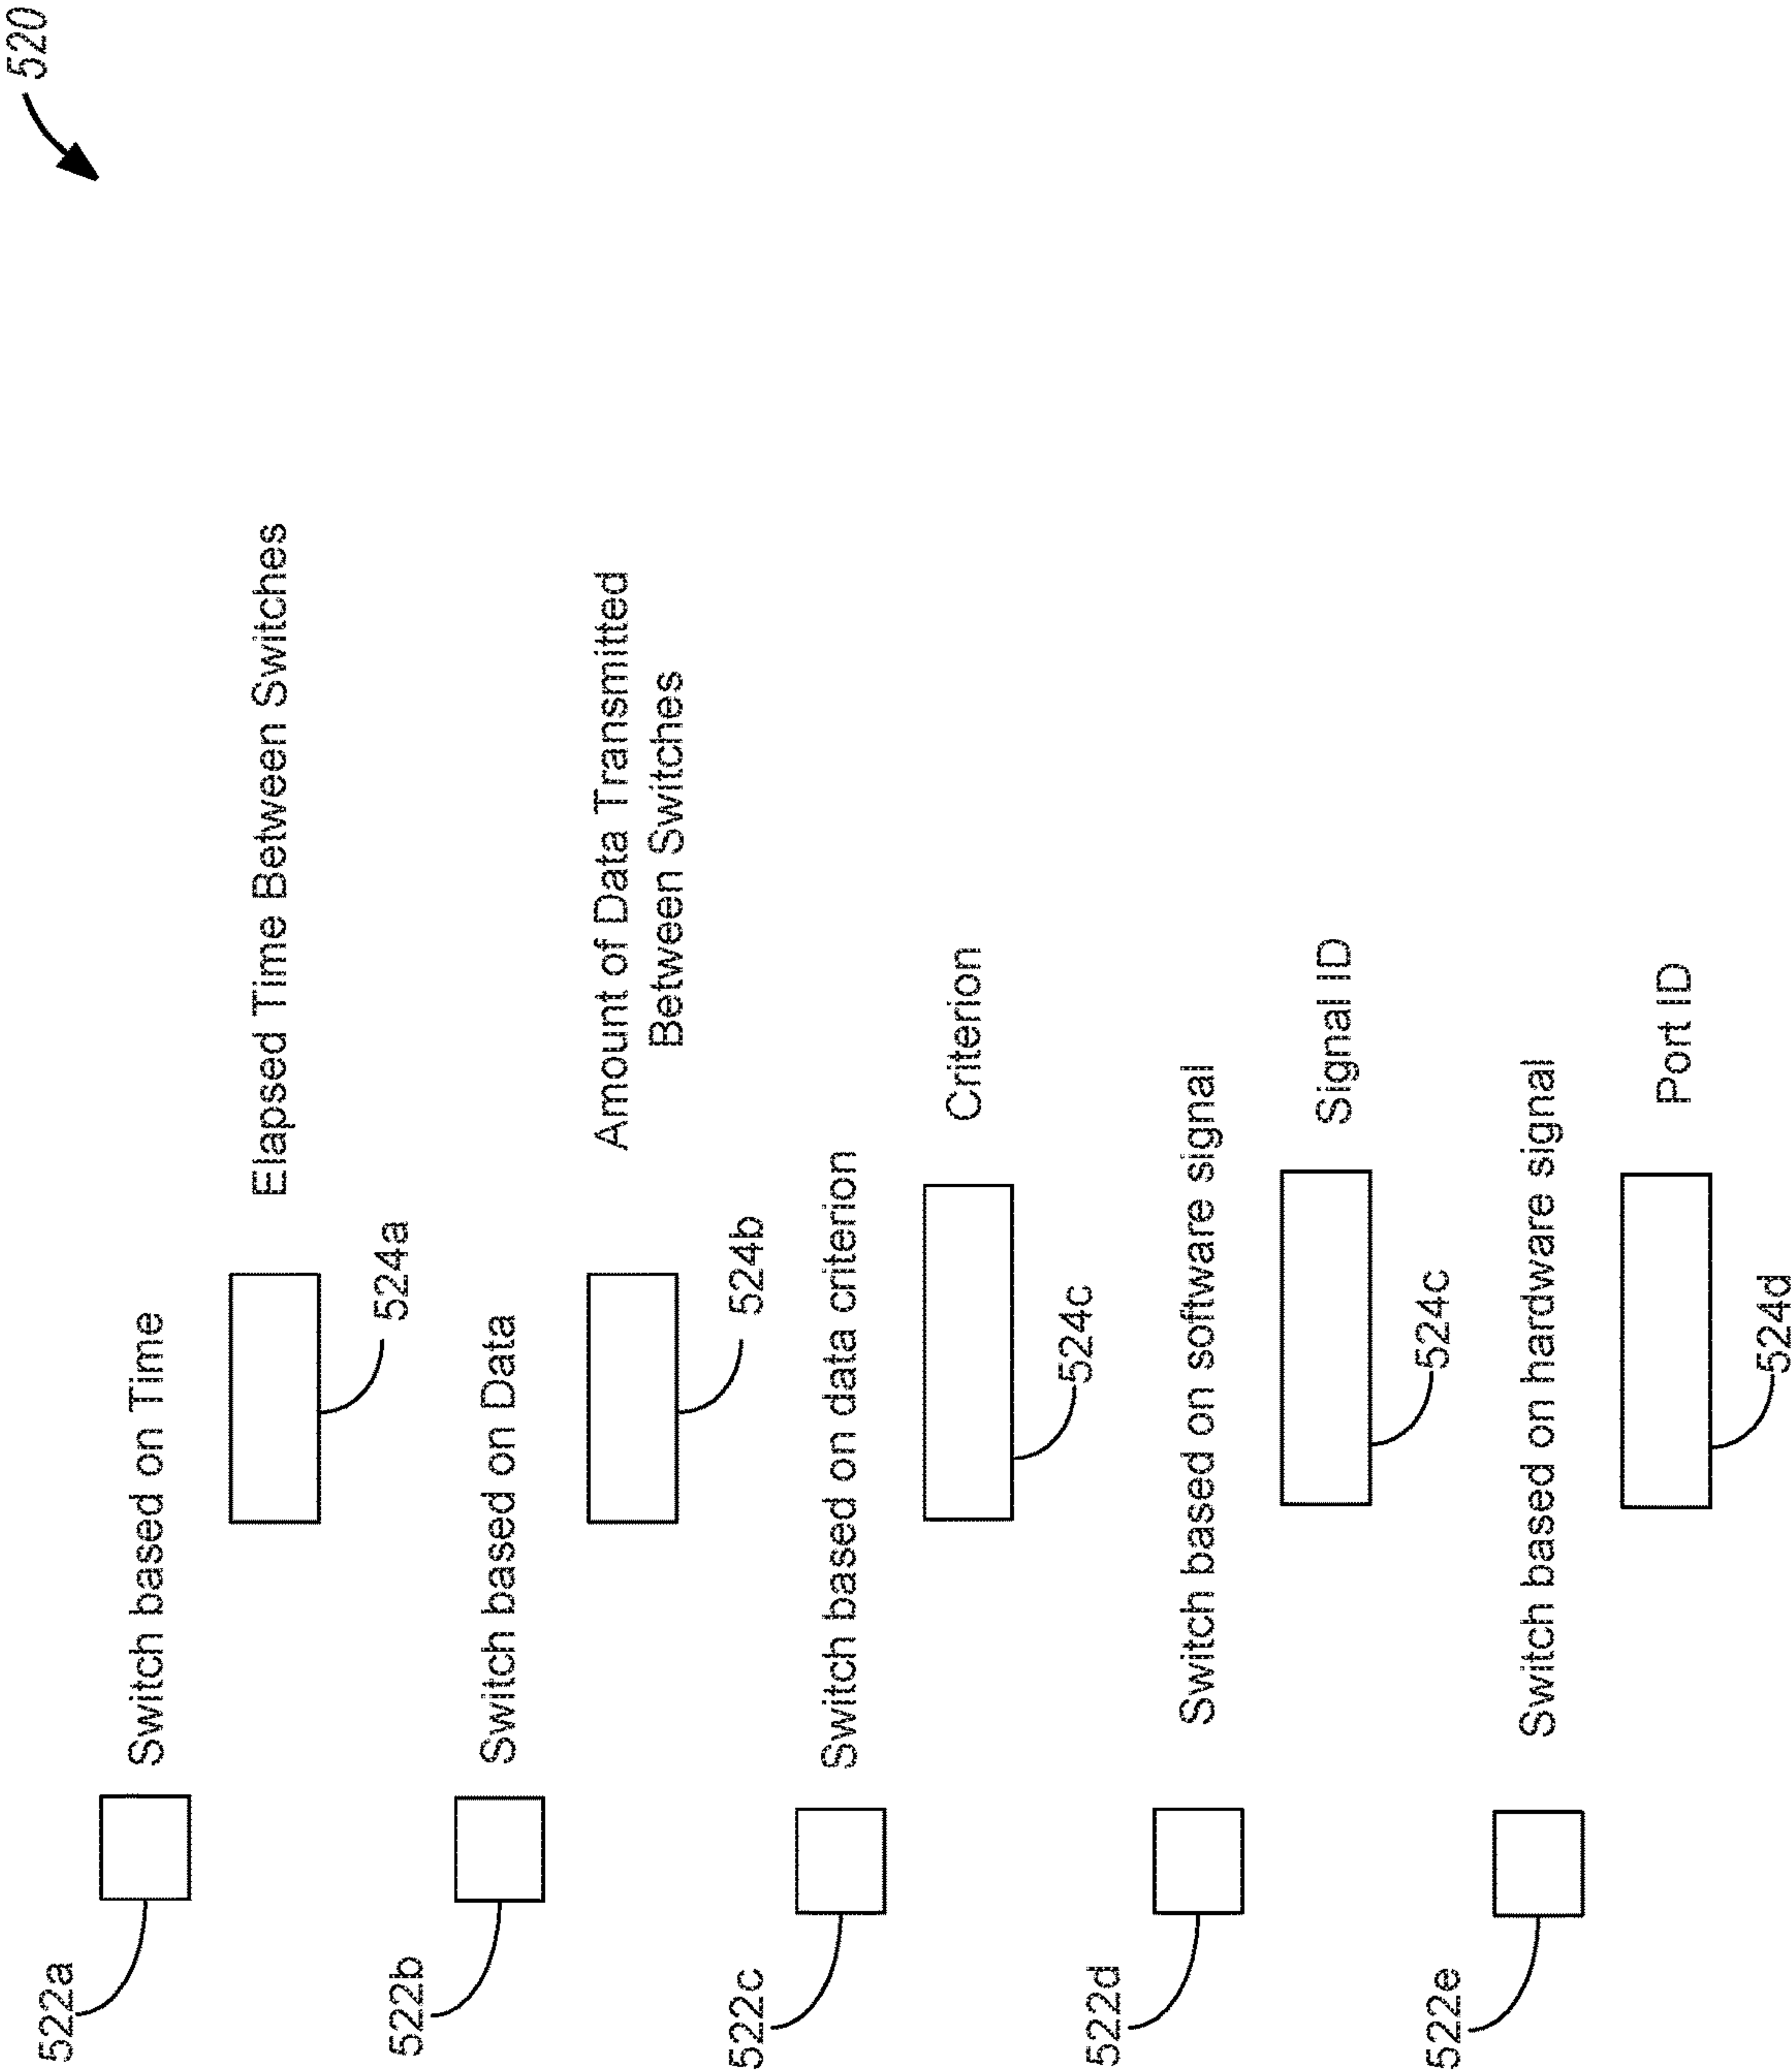 520
522a
Switch based on Time
Elapsed Time Between Switches
524a
522b
Switch based on Data
Amount of Data Transmitted
Between Switches
524b
522c
Switch based on data criterion
Criterion
524c
522d
Switch based on software signal
Signal ID
524c
522e
Switch based on hardware signal
Port ID
524d